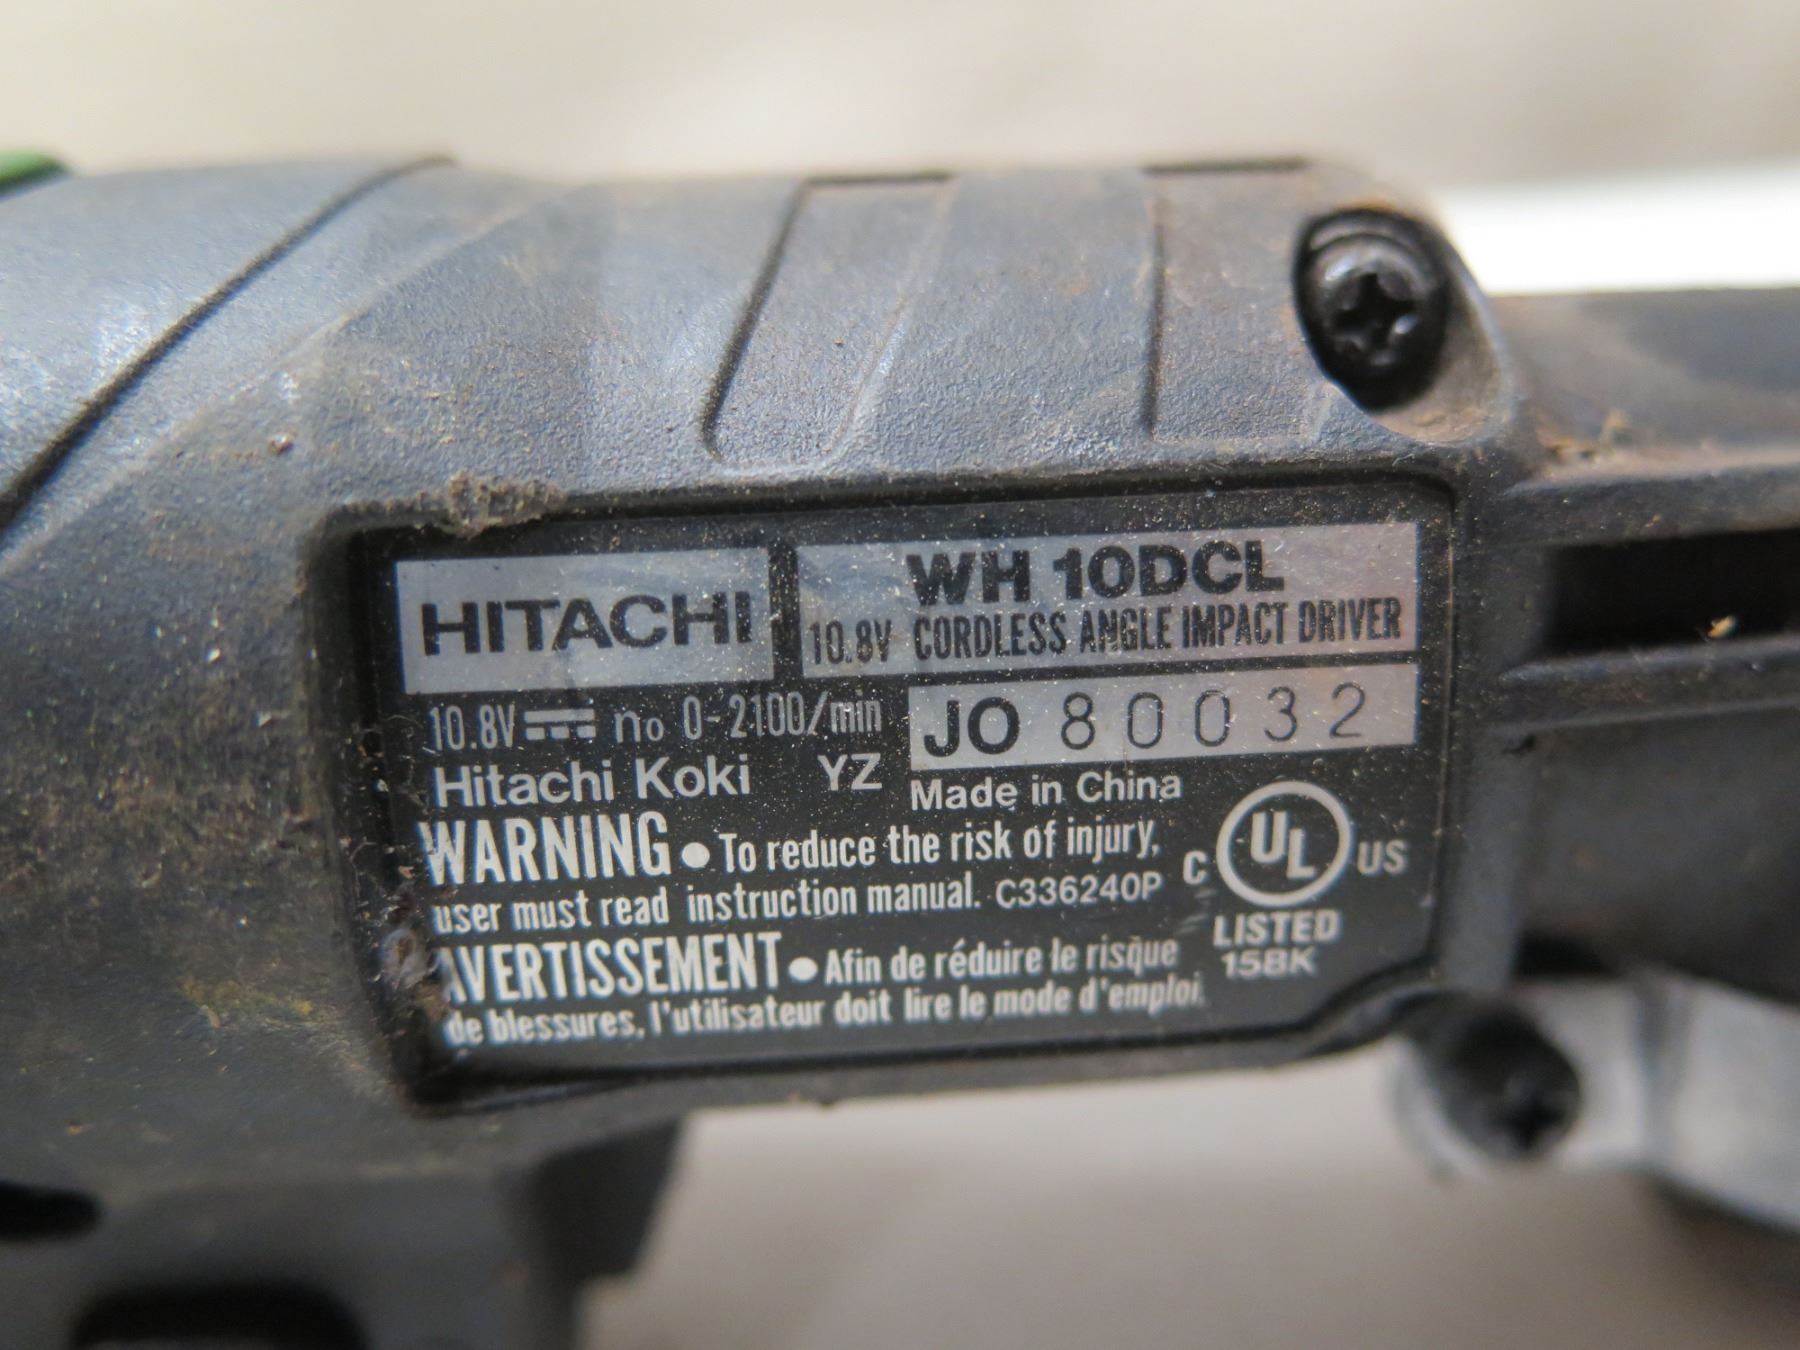 HITACHI
WH 10DCL
10.8V CORDLESS ANGLE IMPACT DRIVER
10.8V⎓ no 0-2100/min
JO 80032
Hitachi Koki YZ
Made in China
WARNING ● To reduce the risk of injury,
user must read instruction manual. C336240P
C UL US
LISTED
15BK
AVERTISSEMENT ● Afin de réduire le risque
de blessures, l'utilisateur doit lire le mode d'emploi.